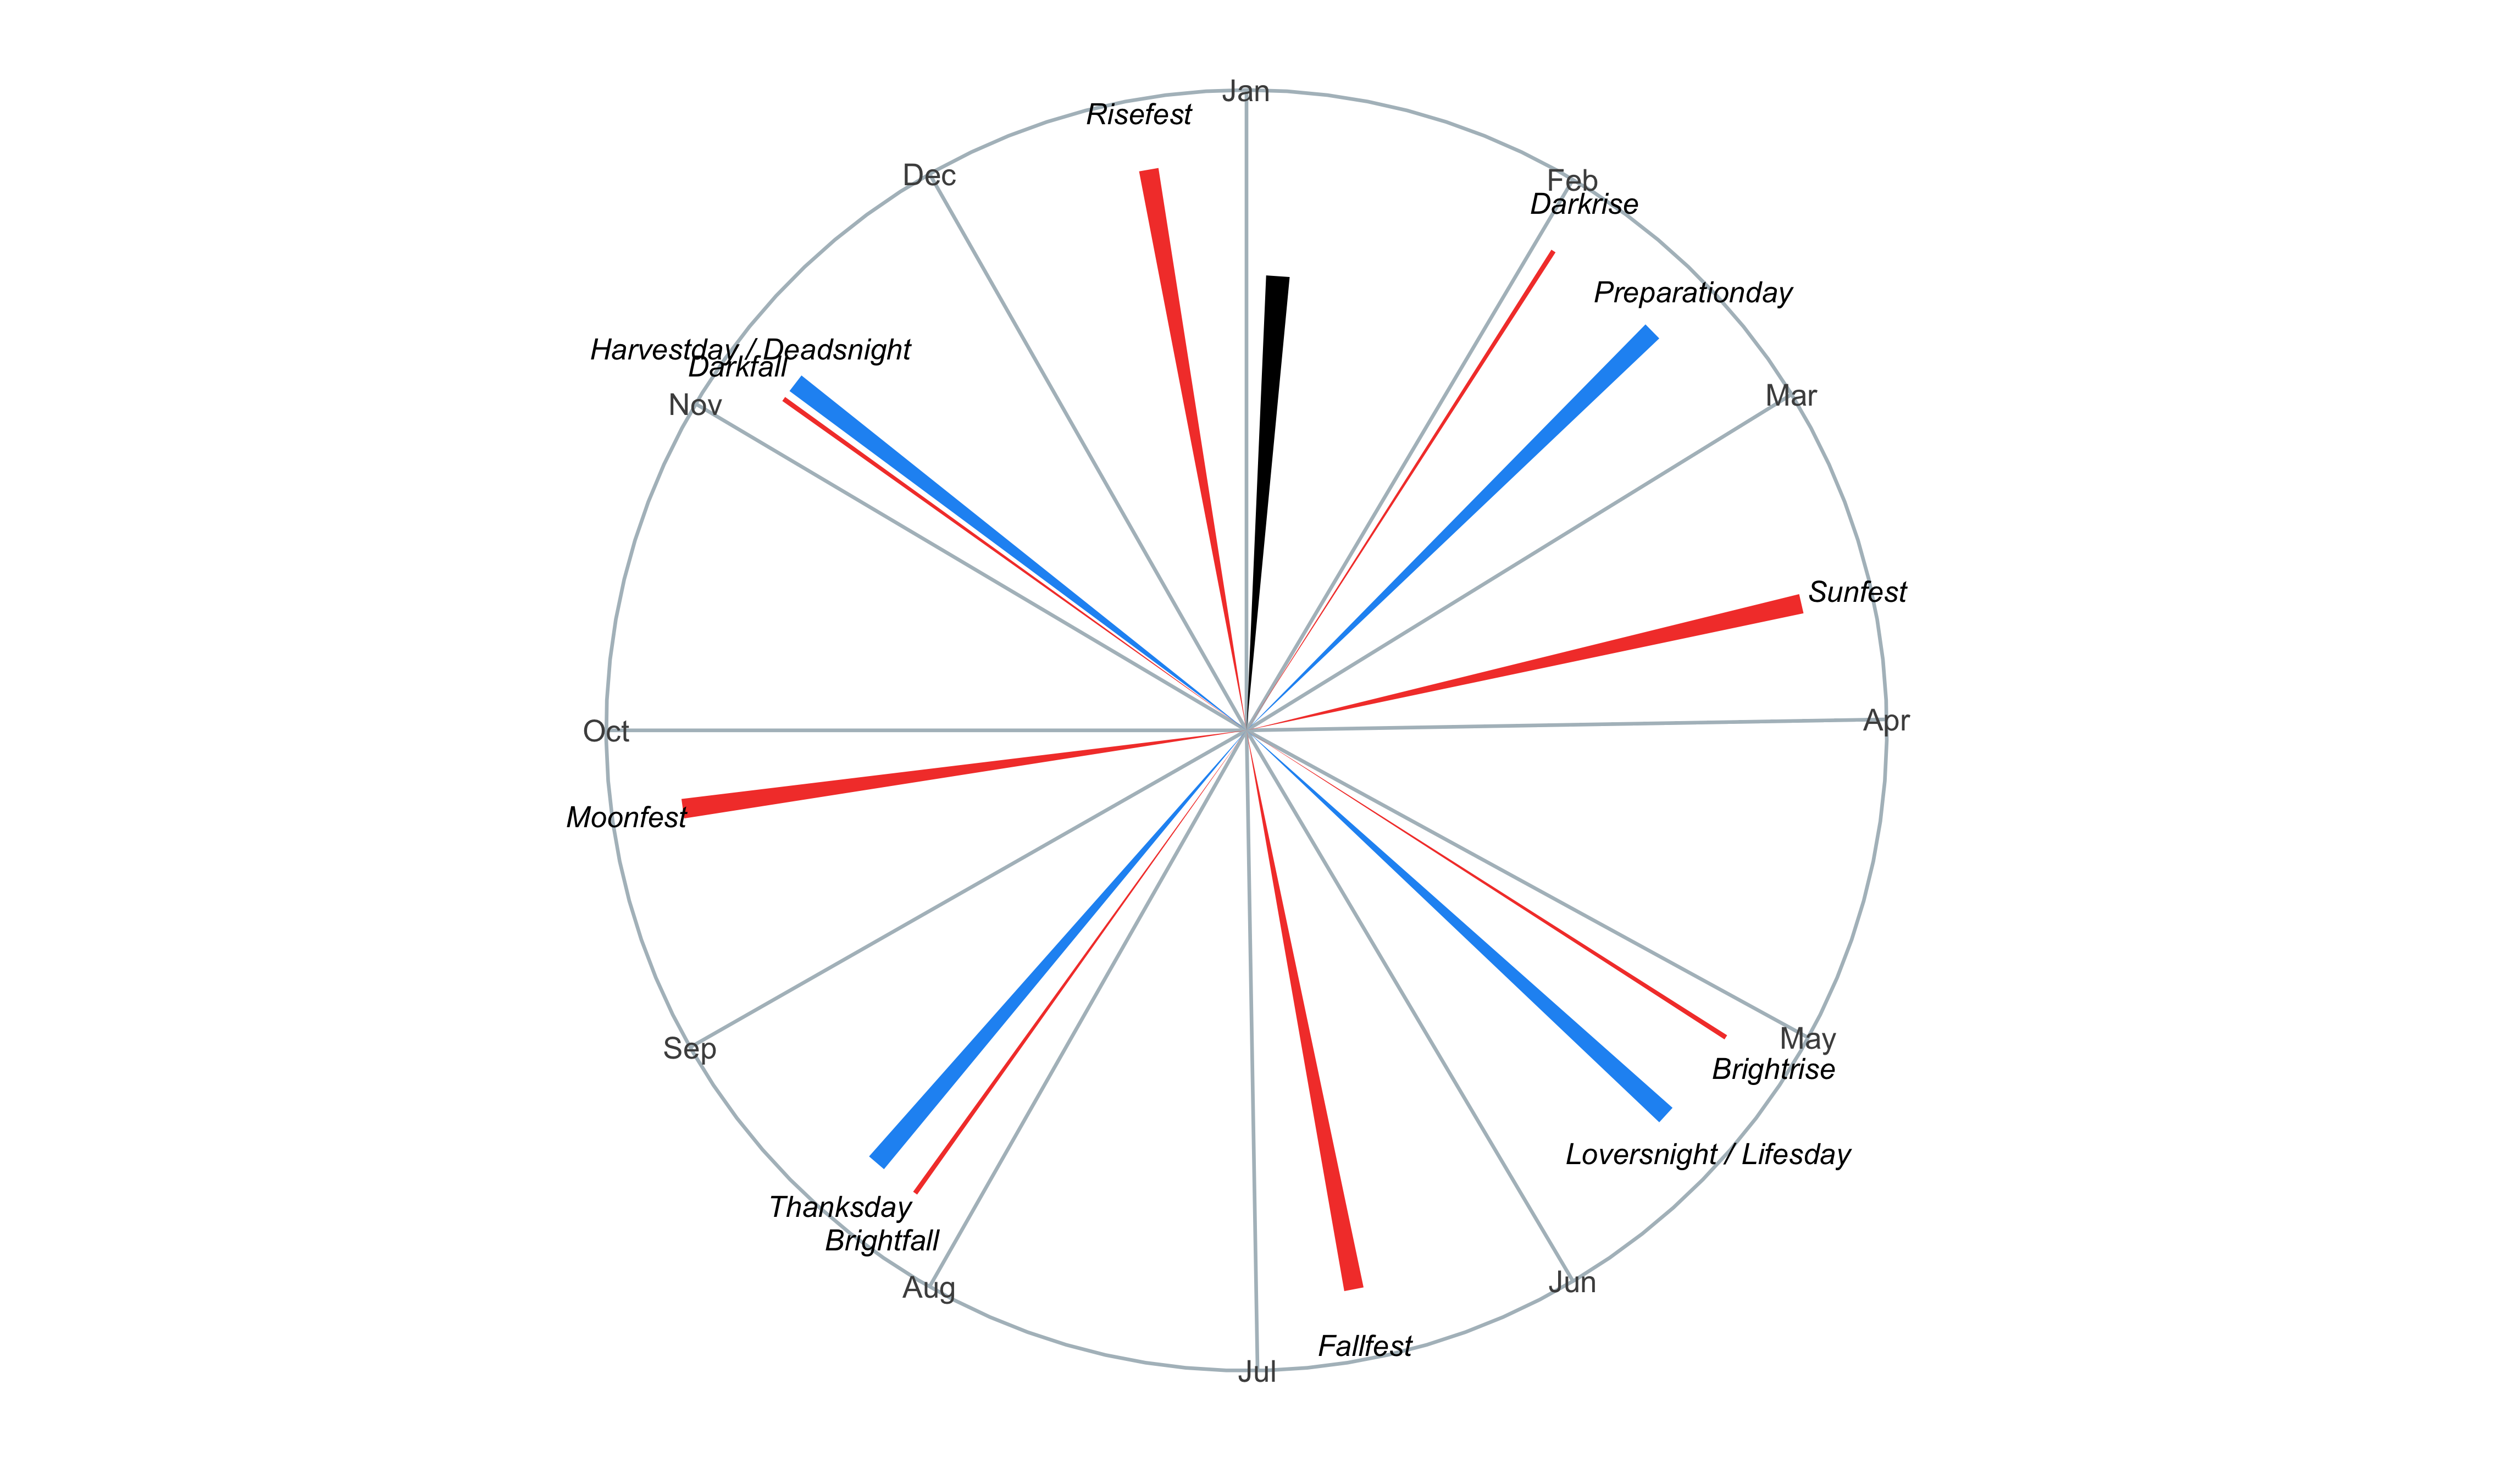 Jan
Risefest
Dec
Feb
Darkrise
Preparationday
Harvestday / Deadsnight
Darkfall
Nov
Mar
Sunfest
Apr
Oct
Moonfest
May
Sep
Brightrise
Loversnight / Lifesday
Thanksday
Brightfall
Jun
Aug
Fallfest
Jul